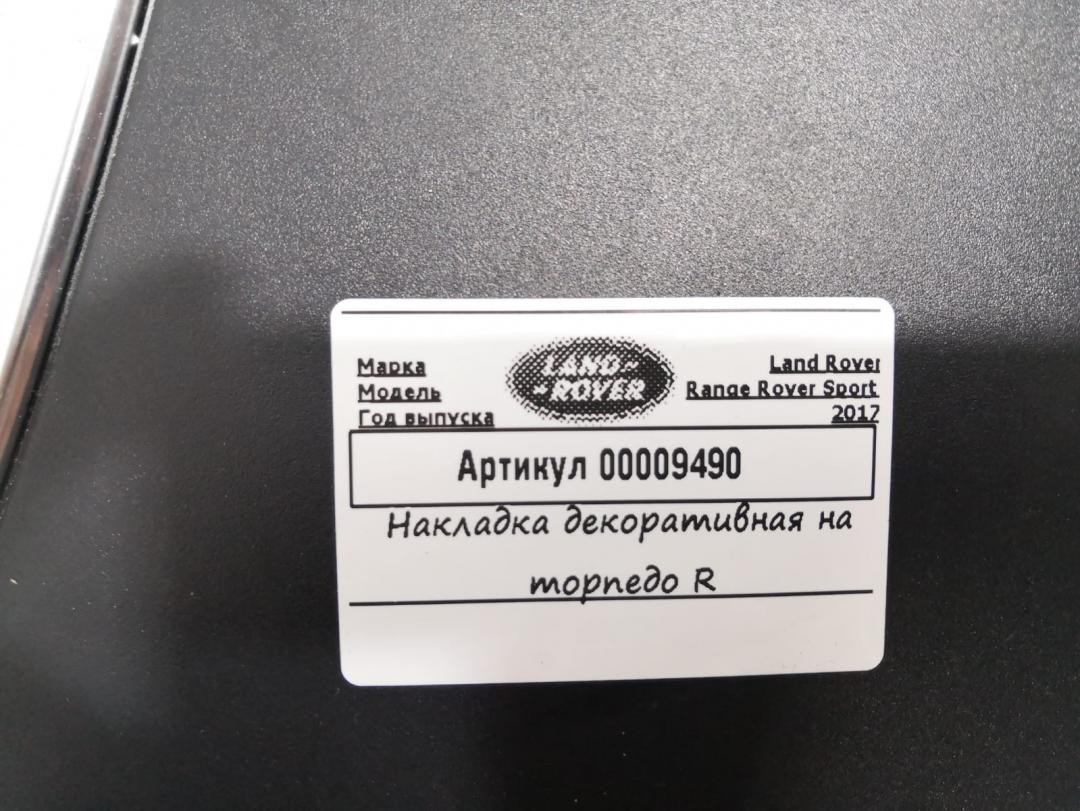 Марка LAND- Land Rover
Модель -ROVER Range Rover Sport
Год выпуска 2017
Артикул 00009490
Накладка декоративная на
торпедо R